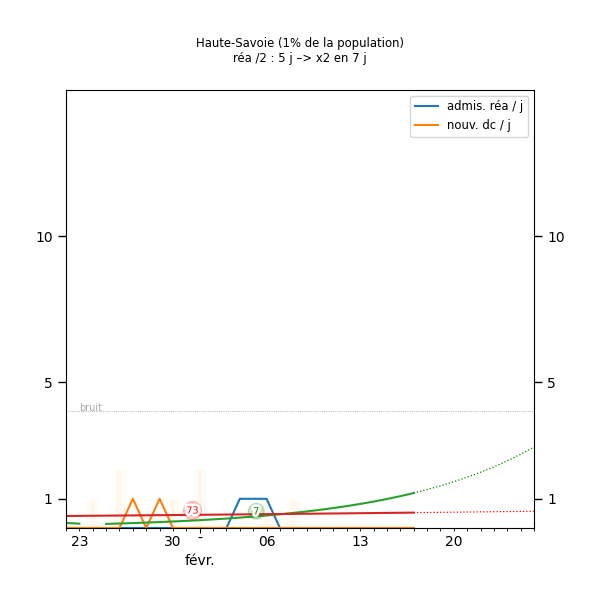 Haute-Savoie (1% de la population)
réa /2 : 5 j –> x2 en 7 j
admis. réa / j
nouv. dc / j
10 10
5 5
bruit
73 7
1 1
23 30 - 06 13 20
févr.